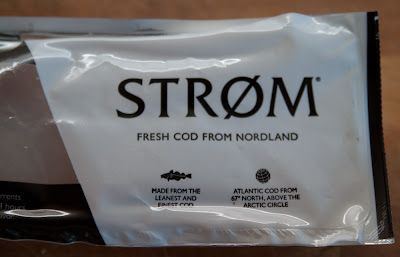 STRØM®
FRESH COD FROM NORDLAND
MADE FROM THE
LEANEST AND
FINEST COD
ATLANTIC COD FROM
67° NORTH, ABOVE THE
ARCTIC CIRCLE
hours